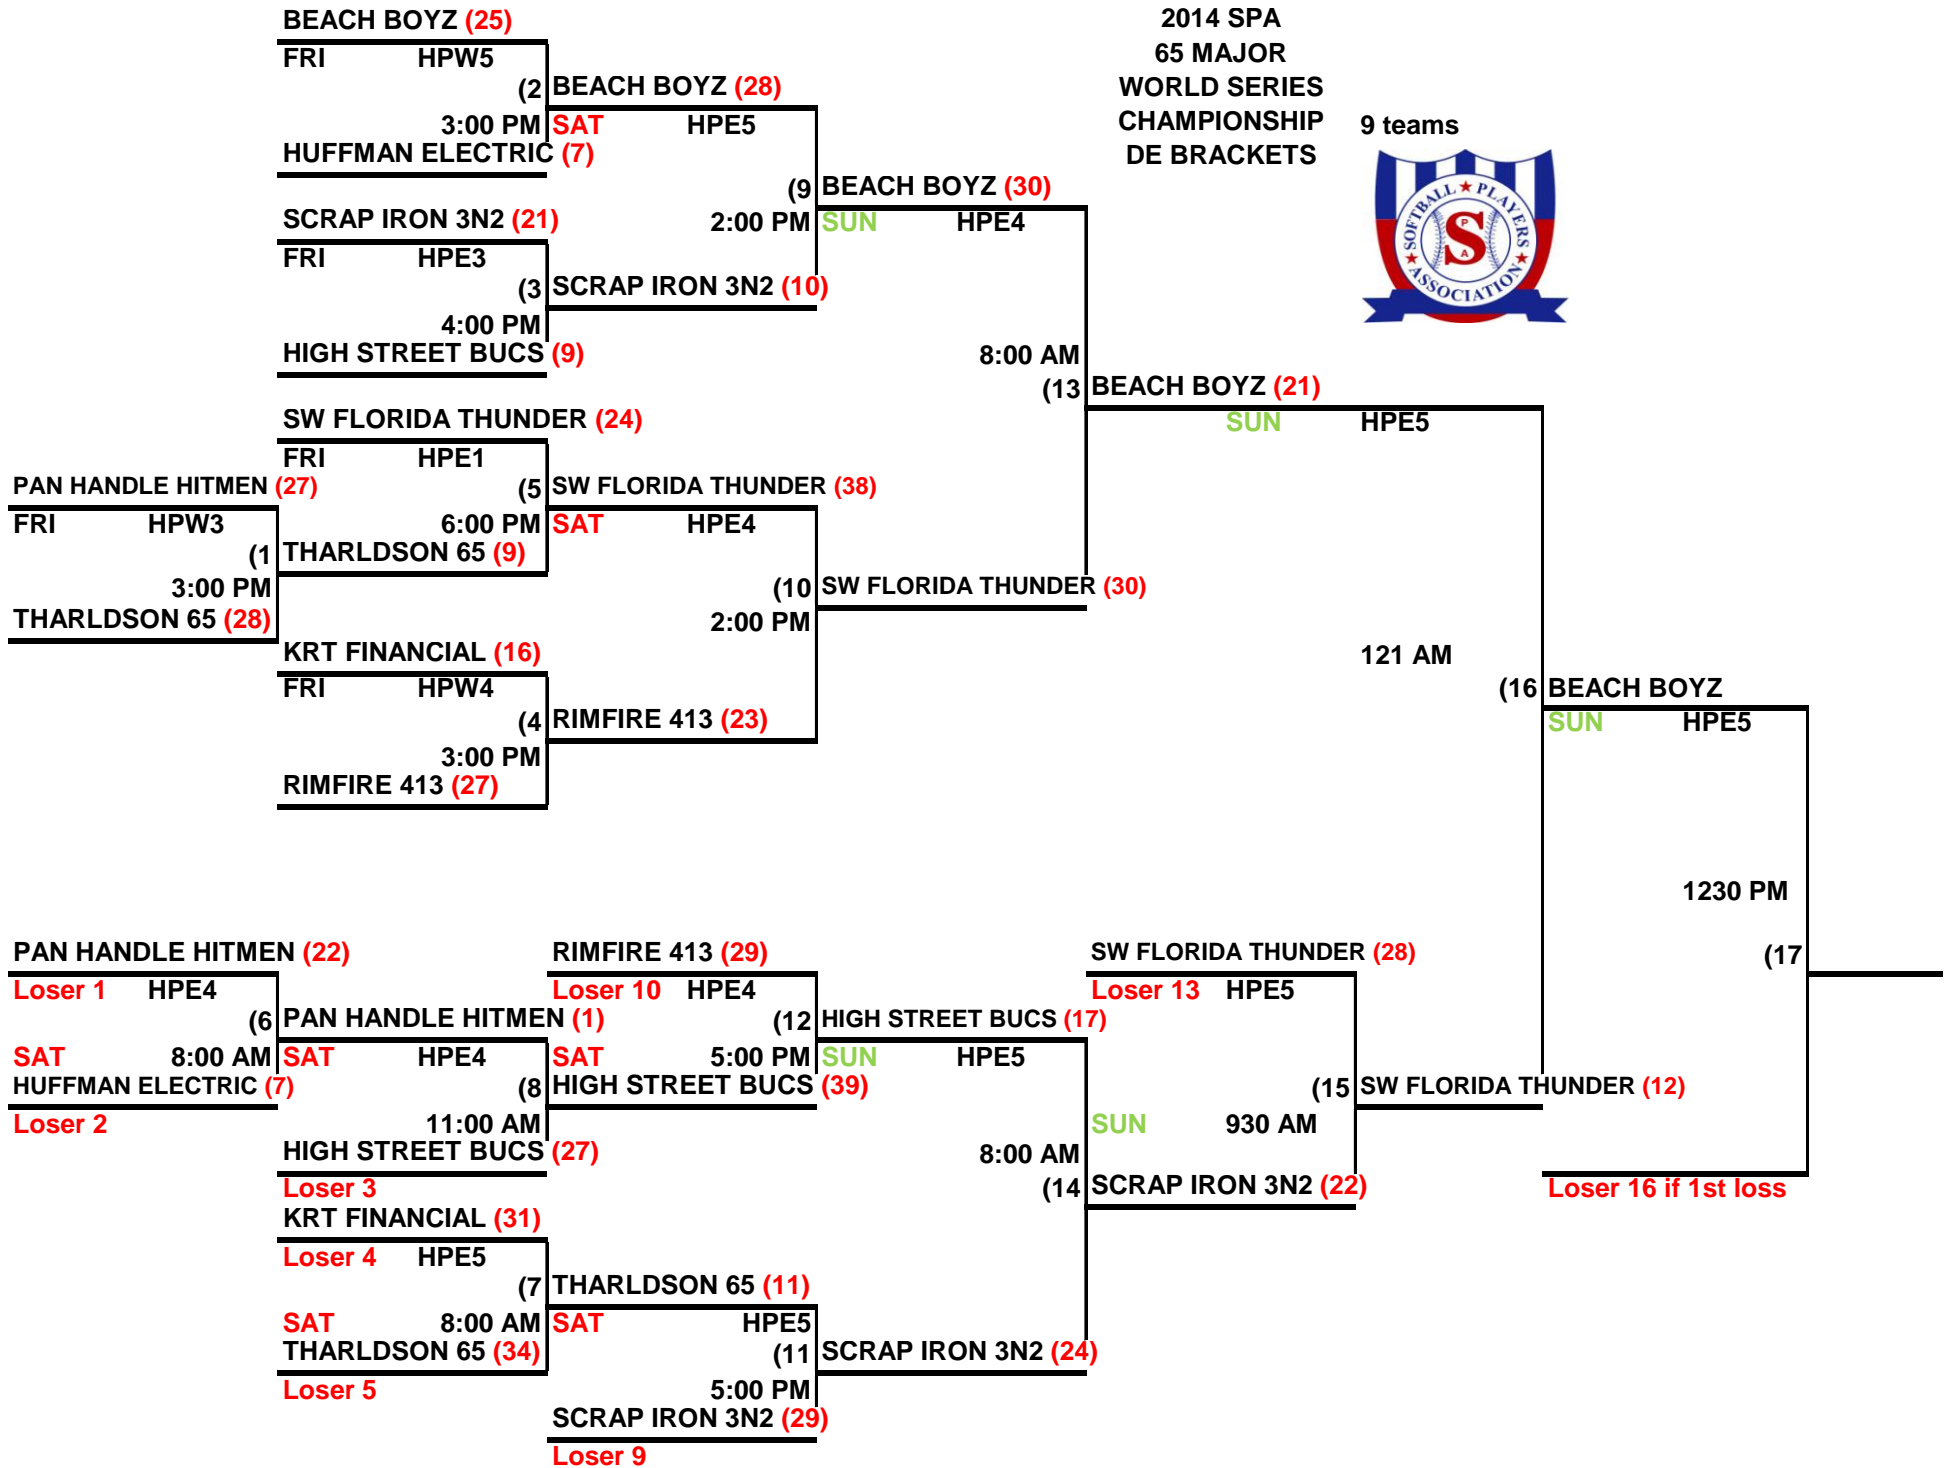 2014 SPA
65 MAJOR
WORLD SERIES
CHAMPIONSHIP
DE BRACKETS
9 teams
SOFTBALL ★ PLAYERS ★ ASSOCIATION ★
P
S
A
BEACH BOYZ (25)
FRI HPW5
(2 BEACH BOYZ (28)
3:00 PM SAT HPE5
HUFFMAN ELECTRIC (7)
(9 BEACH BOYZ (30)
SCRAP IRON 3N2 (21)
2:00 PM SUN HPE4
FRI HPE3
(3 SCRAP IRON 3N2 (10)
4:00 PM
HIGH STREET BUCS (9)
8:00 AM
(13 BEACH BOYZ (21)
SUN HPE5
SW FLORIDA THUNDER (24)
FRI HPE1
PAN HANDLE HITMEN (27)
(5 SW FLORIDA THUNDER (38)
FRI HPW3
6:00 PM SAT HPE4
(1 THARLDSON 65 (9)
3:00 PM
(10 SW FLORIDA THUNDER (30)
THARLDSON 65 (28)
2:00 PM
KRT FINANCIAL (16)
121 AM
FRI HPW4
(16 BEACH BOYZ
SUN HPE5
(4 RIMFIRE 413 (23)
3:00 PM
RIMFIRE 413 (27)
1230 PM
(17
PAN HANDLE HITMEN (22)
RIMFIRE 413 (29)
SW FLORIDA THUNDER (28)
Loser 1 HPE4
Loser 10 HPE4
Loser 13 HPE5
(6 PAN HANDLE HITMEN (1)
(12 HIGH STREET BUCS (17)
SAT 8:00 AM SAT HPE4
SAT 5:00 PM SUN HPE5
HUFFMAN ELECTRIC (7)
(8 HIGH STREET BUCS (39)
(15 SW FLORIDA THUNDER (12)
Loser 2
11:00 AM
SUN 930 AM
HIGH STREET BUCS (27)
8:00 AM
Loser 3
(14 SCRAP IRON 3N2 (22)
Loser 16 if 1st loss
KRT FINANCIAL (31)
Loser 4 HPE5
(7 THARLDSON 65 (11)
SAT 8:00 AM SAT HPE5
THARLDSON 65 (34)
(11 SCRAP IRON 3N2 (24)
Loser 5
5:00 PM
SCRAP IRON 3N2 (29)
Loser 9